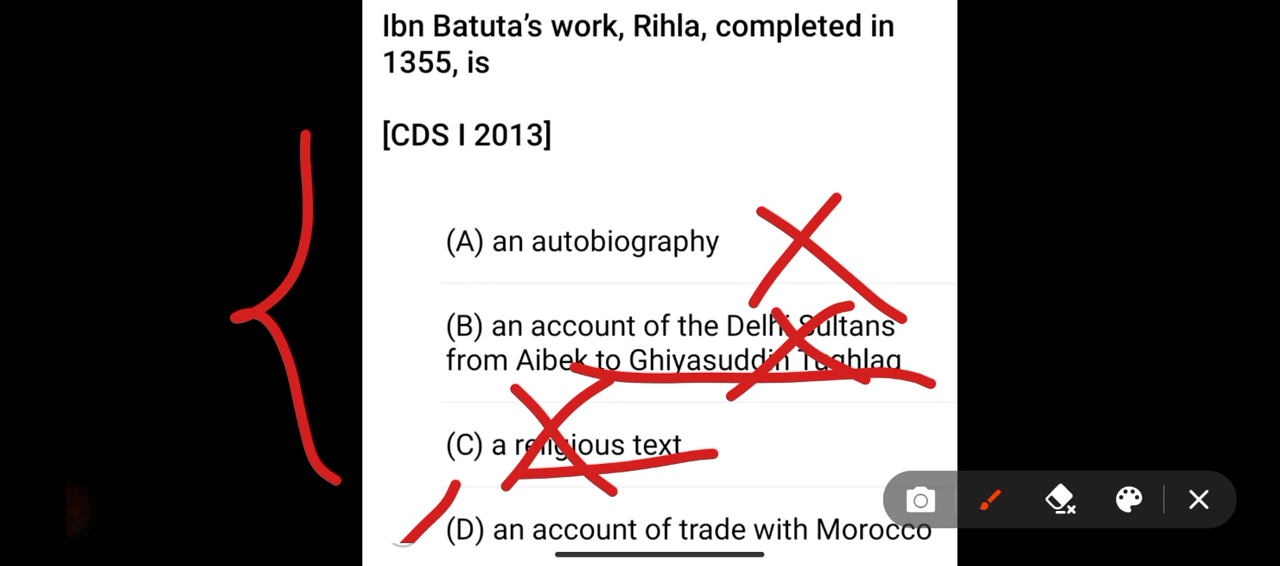 Ibn Batuta’s work, Rihla, completed in
1355, is
[CDS I 2013]
(A) an autobiography
(B) an account of the Delhi Sultans
from Aibek to Ghiyasuddin Tughlaq
(C) a religious text
(D) an account of trade with Morocco